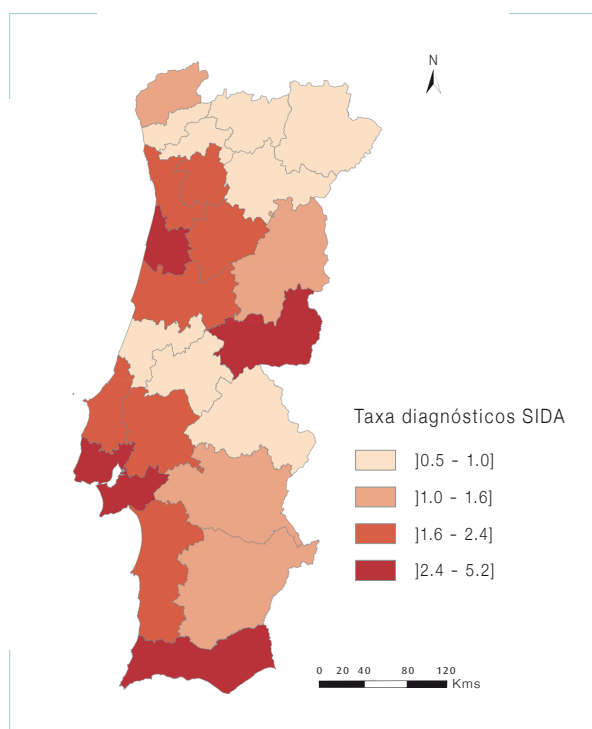 N
Taxa diagnósticos SIDA
]0.5 - 1.0]
]1.0 - 1.6]
]1.6 - 2.4]
]2.4 - 5.2]
0 20 40 80 120
Kms